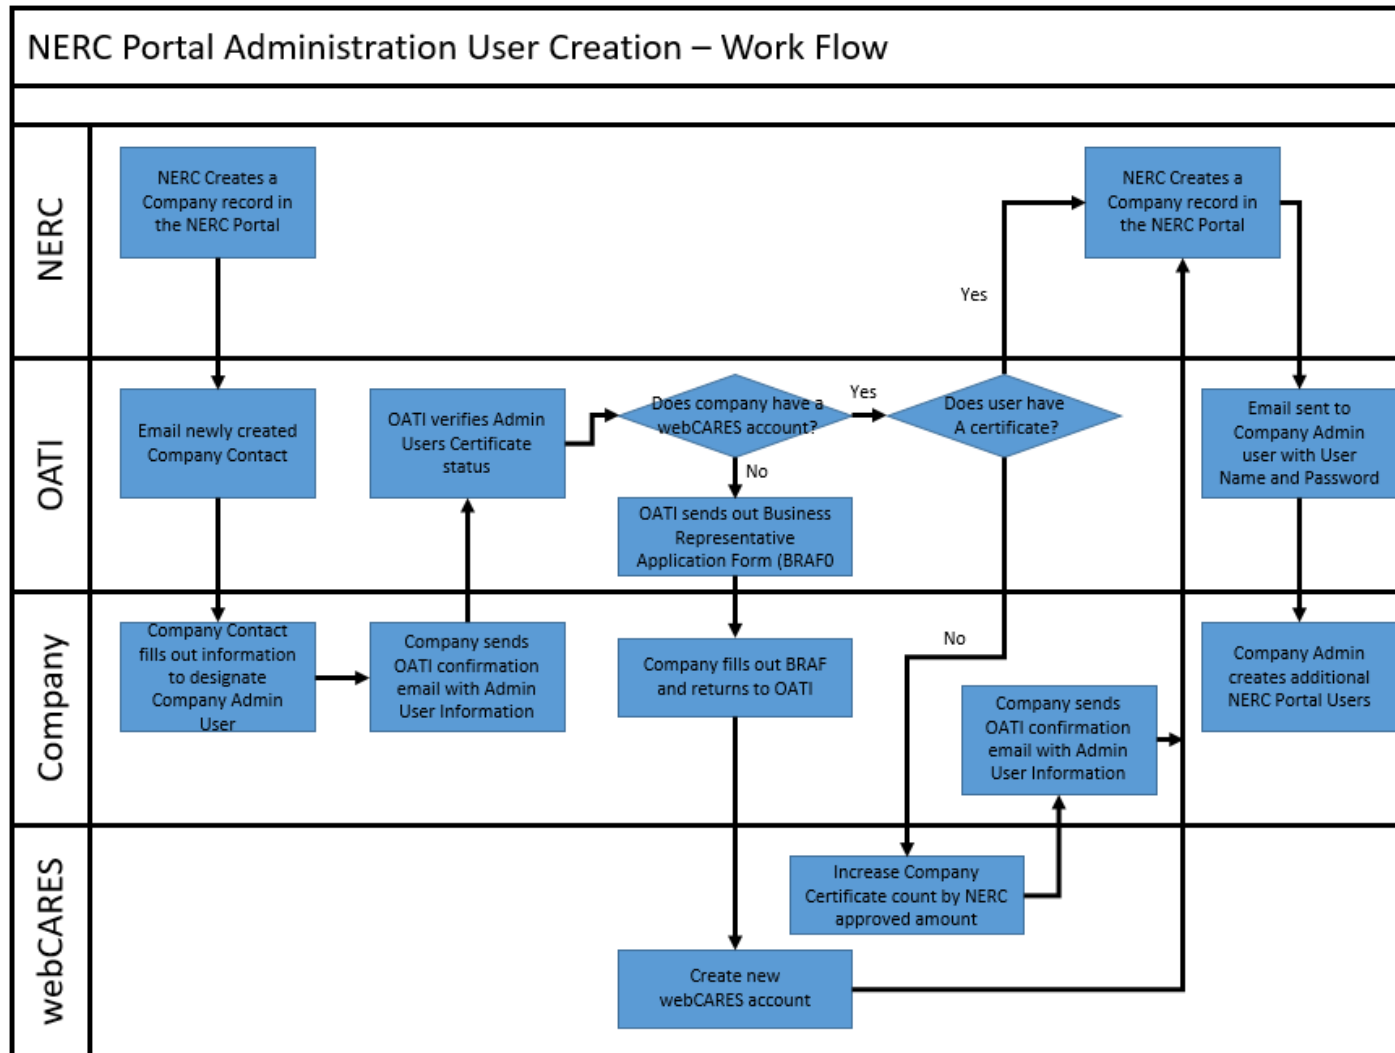 NERC Portal Administration User Creation – Work Flow
NERC
NERC Creates a
Company record in
the NERC Portal
NERC Creates a
Company record in
the NERC Portal
Yes
OATI
Email newly created
Company Contact
OATI verifies Admin
Users Certificate
status
Does company have a
webCARES account?
Yes
No
Does user have
A certificate?
Email sent to
Company Admin
user with User
Name and Password
OATI sends out Business
Representative
Application Form (BRAF0
Company
Company Contact
fills out information
to designate
Company Admin
User
Company sends
OATI confirmation
email with Admin
User Information
Company fills out BRAF
and returns to OATI
No
Company sends
OATI confirmation
email with Admin
User Information
Company Admin
creates additional
NERC Portal Users
webCARES
Increase Company
Certificate count by NERC
approved amount
Create new
webCARES account